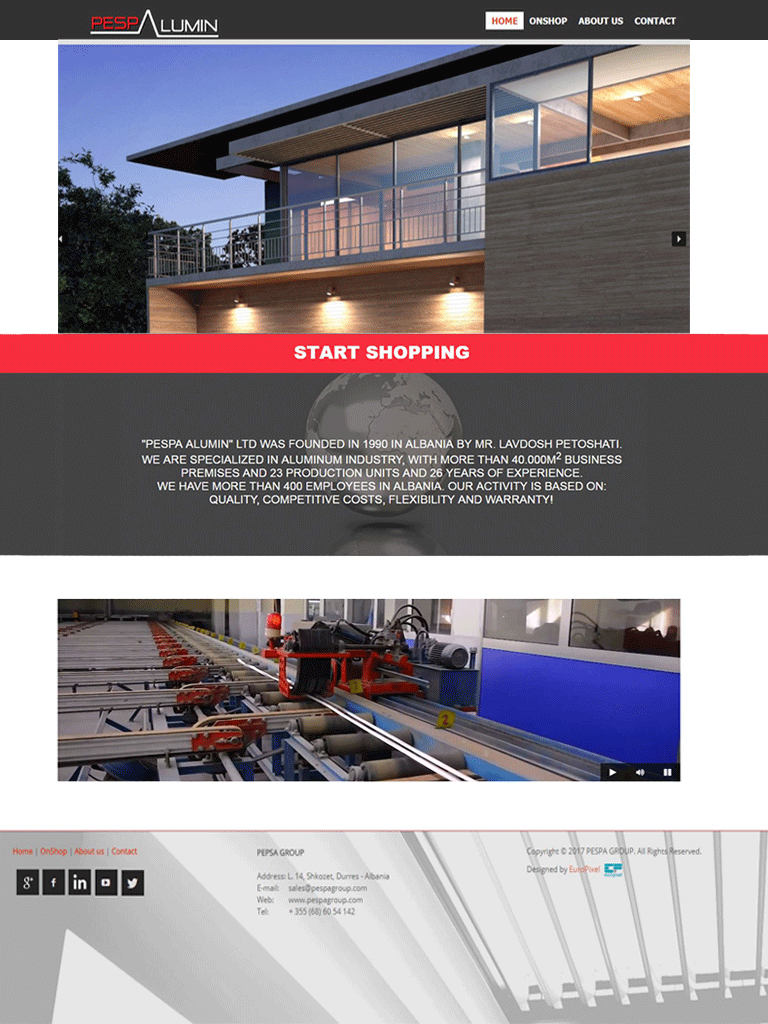 PESPALUMIN
HOME ONSHOP ABOUT US CONTACT
START SHOPPING
"PESPA ALUMIN" LTD WAS FOUNDED IN 1990 IN ALBANIA BY MR. LAVDOSH PETOSHATI.
WE ARE SPECIALIZED IN ALUMINUM INDUSTRY, WITH MORE THAN 40.000M² BUSINESS
PREMISES AND 23 PRODUCTION UNITS AND 26 YEARS OF EXPERIENCE.
WE HAVE MORE THAN 400 EMPLOYEES IN ALBANIA. OUR ACTIVITY IS BASED ON:
QUALITY, COMPETITIVE COSTS, FLEXIBILITY AND WARRANTY!
2
Home | OnShop | About us | Contact
PEPSA GROUP
Address: L. 14, Shkozet, Durres - Albania
E-mail: sales@pespagroup.com
Web: www.pespagroup.com
Tel: + 355 (68) 60 54 142
Copyright © 2017 PESPA GROUP. All Rights Reserved.
Designed by EuroPixel